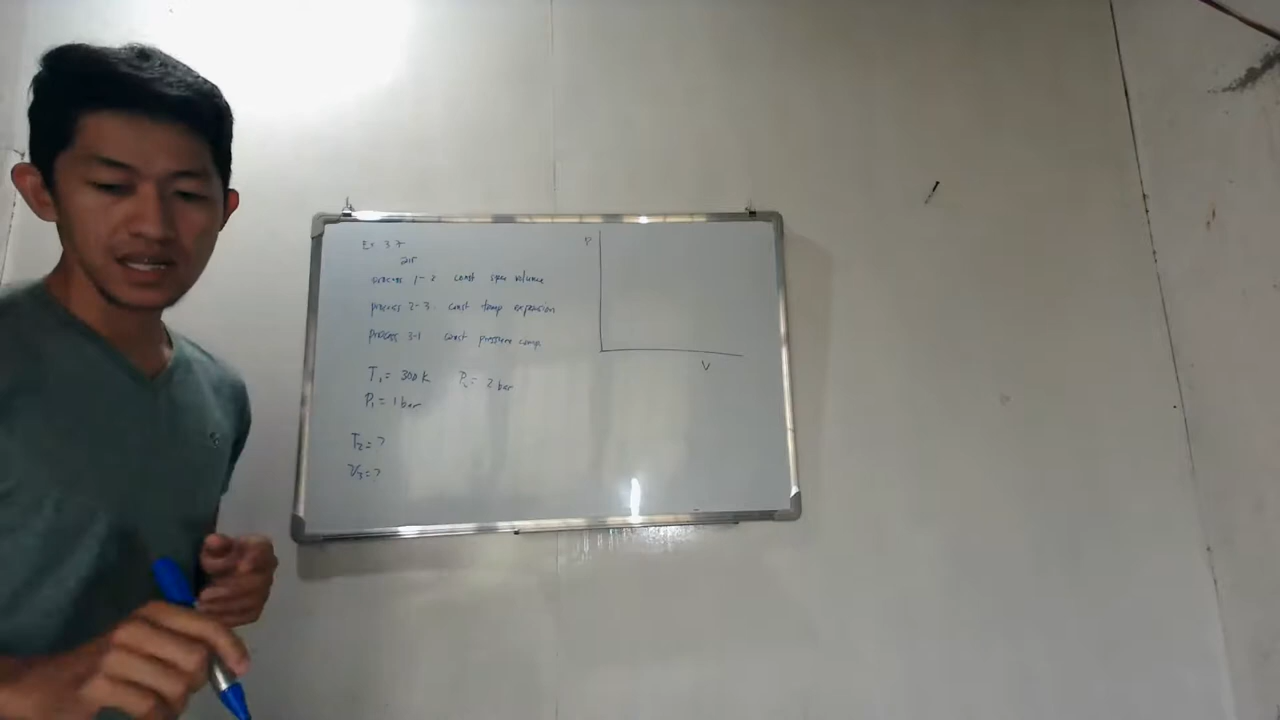 Ex 3.7
air
process 1-2 const spec volume
process 2-3 const temp expansion
process 3-1 const pressure comp
T₁ = 300 K P₂ = 2 bar
P₁ = 1 bar
T₂ = ?
V₃ = ?
P
V